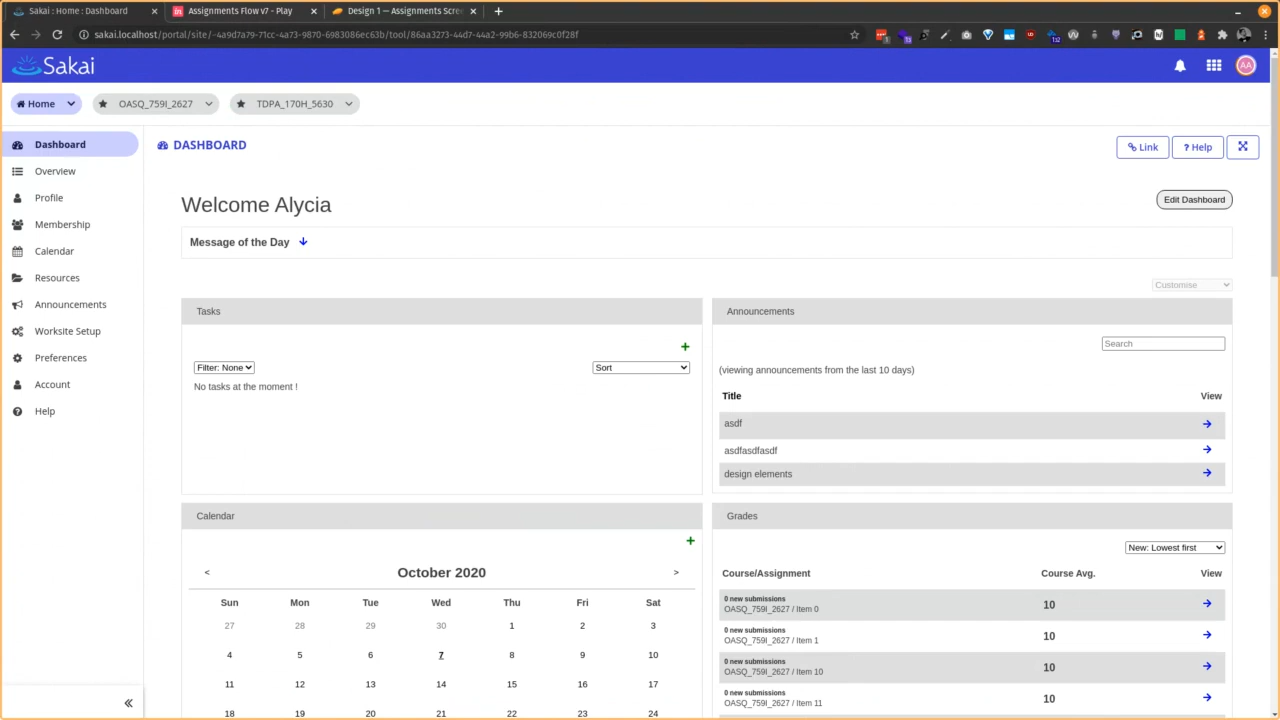 Sakai : Home : Dashboard
Assignments Flow v7 - Play
Design 1 — Assignments Scre
sakai.localhost/portal/site/~4a9d7a79-71cc-4a73-9870-6983086ec63b/tool/86aa3273-44d7-44a2-99b6-832069c0f28f
Sakai
AA
Home
OASQ_759I_2627
TDPA_170H_5630
Dashboard
Overview
Profile
Membership
Calendar
Resources
Announcements
Worksite Setup
Preferences
Account
Help
DASHBOARD
Link
? Help
Welcome Alycia
Edit Dashboard
Message of the Day
Customise
Tasks
Filter: None
Sort
No tasks at the moment !
Announcements
Search
(viewing announcements from the last 10 days)
Title View
asdf
asdfasdfasdf
design elements
Calendar
< October 2020 >
Sun Mon Tue Wed Thu Fri Sat
27 28 29 30 1 2 3
4 5 6 7 8 9 10
11 12 13 14 15 16 17
18 19 20 21 22 23 24
Grades
New: Lowest first
Course/Assignment Course Avg. View
0 new submissions
OASQ_759I_2627 / Item 0 10
0 new submissions
OASQ_759I_2627 / Item 1 10
0 new submissions
OASQ_759I_2627 / Item 10 10
0 new submissions
OASQ_759I_2627 / Item 11 10